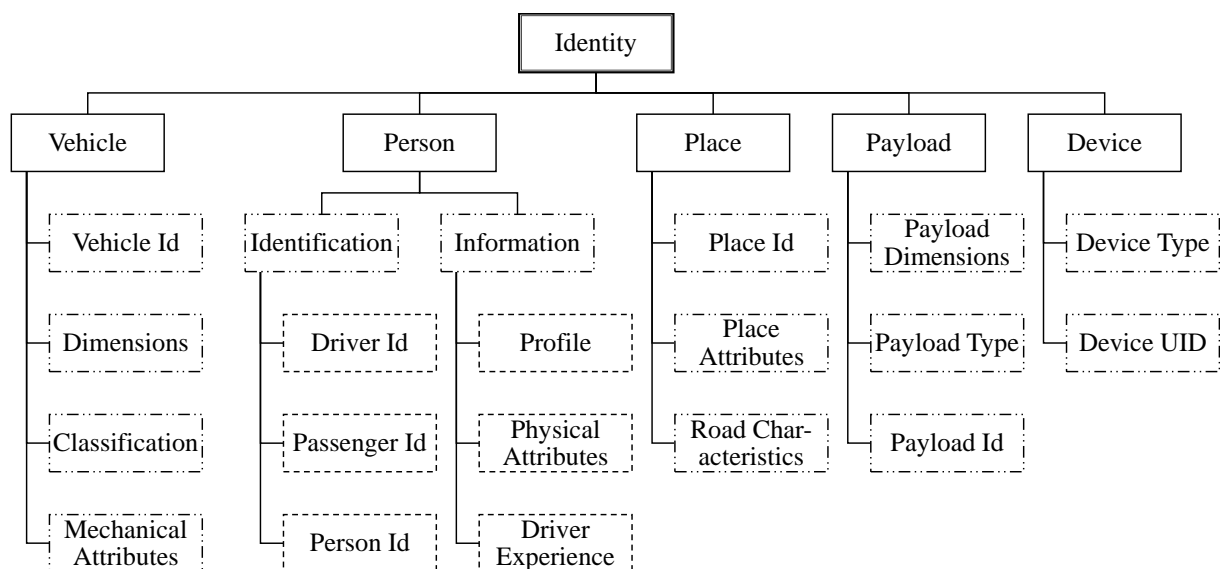 Identity
Vehicle
Person
Place
Payload
Device
Vehicle Id
Identification
Information
Place Id
Payload
Dimensions
Device Type
Dimensions
Driver Id
Profile
Place
Attributes
Payload Type
Device UID
Classification
Passenger Id
Physical
Attributes
Road Char-
acteristics
Payload Id
Mechanical
Attributes
Person Id
Driver
Experience